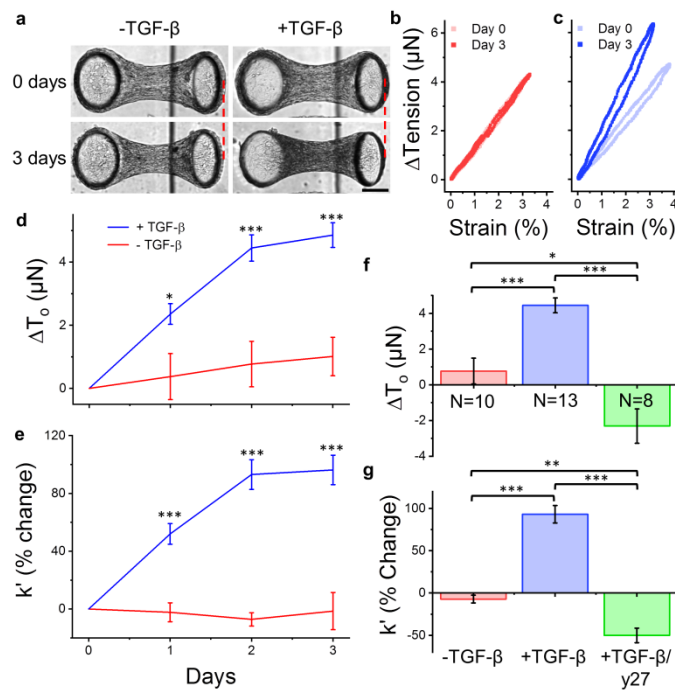 a
-TGF-β
+TGF-β
0 days
3 days
b
Day 0
Day 3
c
Day 0
Day 3
ΔTension (μN)
6
4
2
0
0 1 2 3 4
Strain (%)
0 1 2 3 4
Strain (%)
d
+ TGF-β
- TGF-β
*
***
***
ΔTₒ (μN)
4
2
0
e
***
***
***
k' (% change)
120
80
40
0
0 1 2 3
Days
f
*
***
***
ΔTₒ (μN)
4
2
0
-2
-4
N=10
N=13
N=8
g
**
***
***
k' (% Change)
100
50
0
-50
-TGF-β
+TGF-β
+TGF-β/
y27